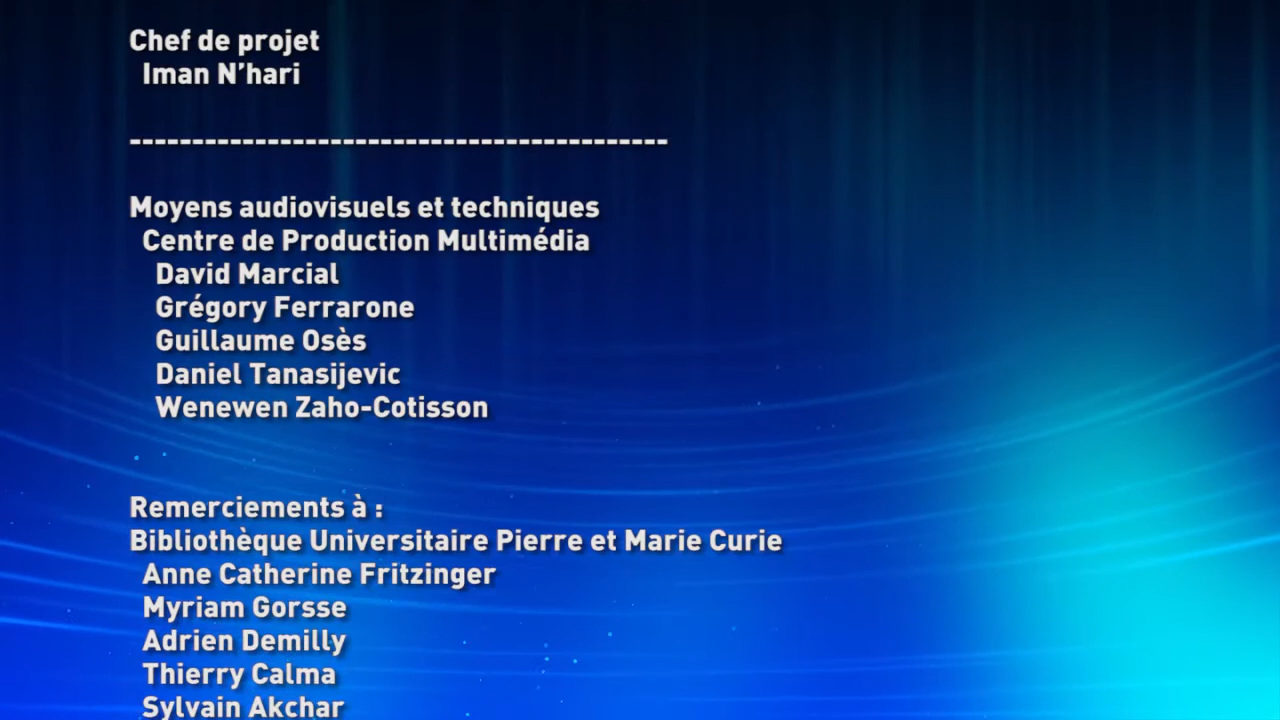 Chef de projet
Iman N'hari
-------------------------------------------
Moyens audiovisuels et techniques
Centre de Production Multimédia
David Marcial
Grégory Ferrarone
Guillaume Osès
Daniel Tanasijevic
Wenewen Zaho-Cotisson
Remerciements à :
Bibliothèque Universitaire Pierre et Marie Curie
Anne Catherine Fritzinger
Myriam Gorsse
Adrien Demilly
Thierry Calma
Sylvain Akchar